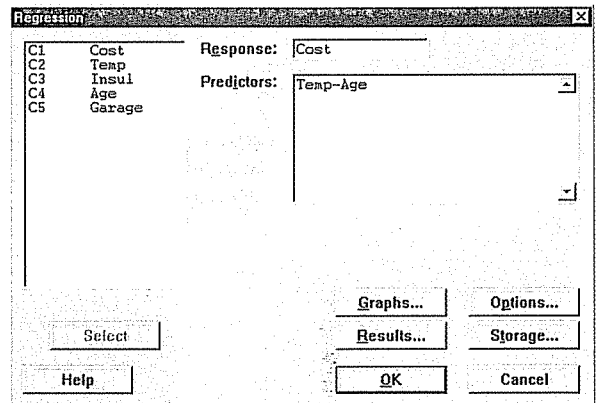 Regression
C1 Cost
C2 Temp
C3 Insul
C4 Age
C5 Garage
Response: Cost
Predictors: Temp-Age
Graphs... Options...
Select Results... Storage...
Help OK Cancel